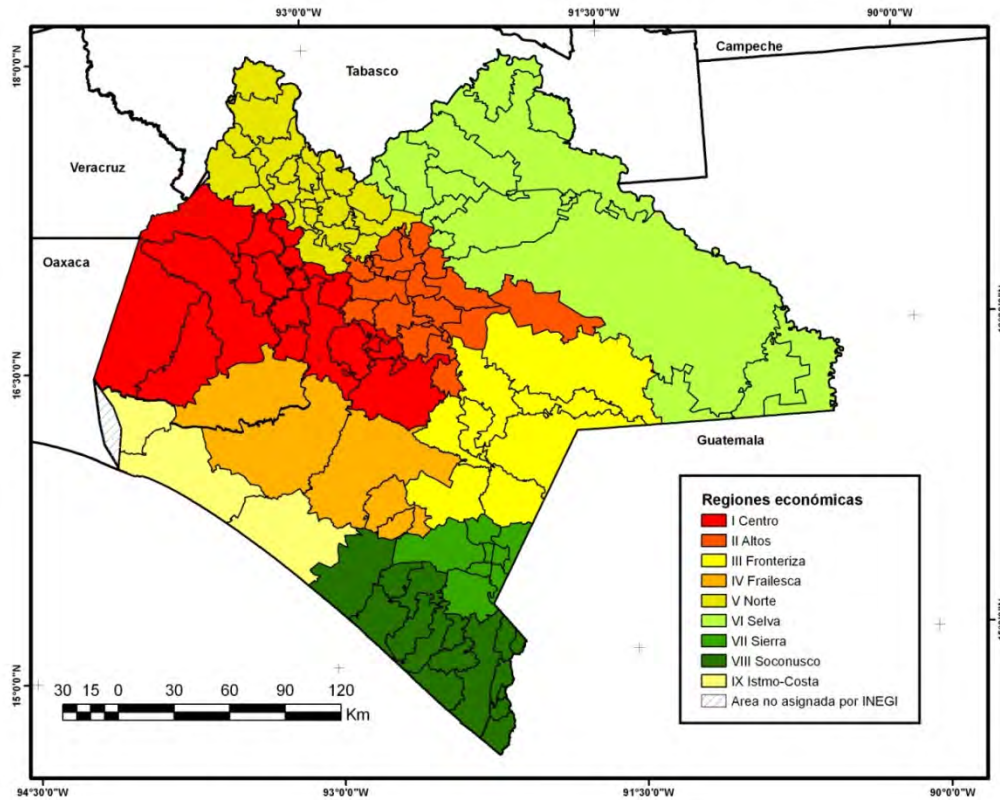 93°0'0"W
91°30'0"W
90°0'0"W
18°0'0"N
Campeche
Tabasco
Veracruz
Oaxaca
16°30'0"N
Guatemala
Regiones económicas
I Centro
II Altos
III Fronteriza
IV Frailesca
V Norte
VI Selva
VII Sierra
VIII Soconusco
IX Istmo-Costa
Area no asignada por INEGI
15°0'0"N
30 15 0 30 60 90 120
Km
94°30'0"W
93°0'0"W
91°30'0"W
90°0'0"W